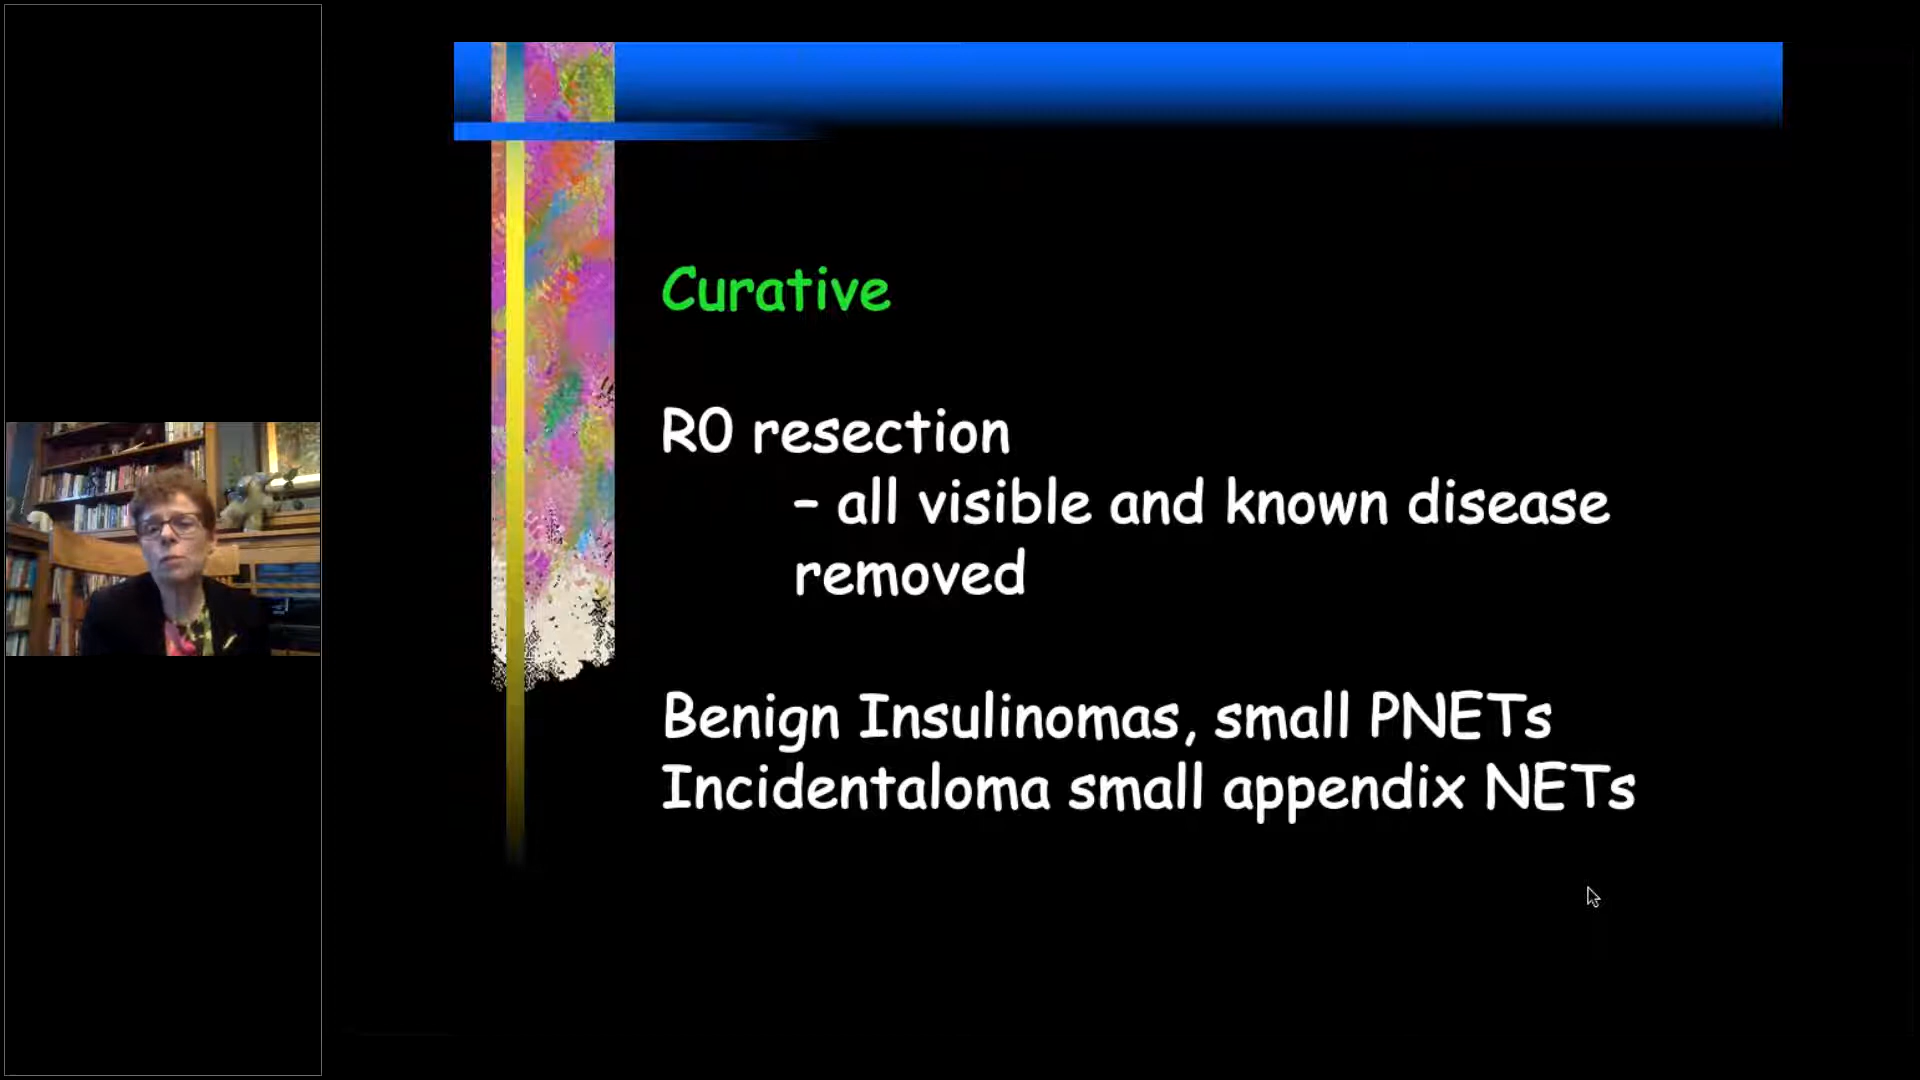 Curative
R0 resection
– all visible and known disease
removed
Benign Insulinomas, small PNETs
Incidentaloma small appendix NETs